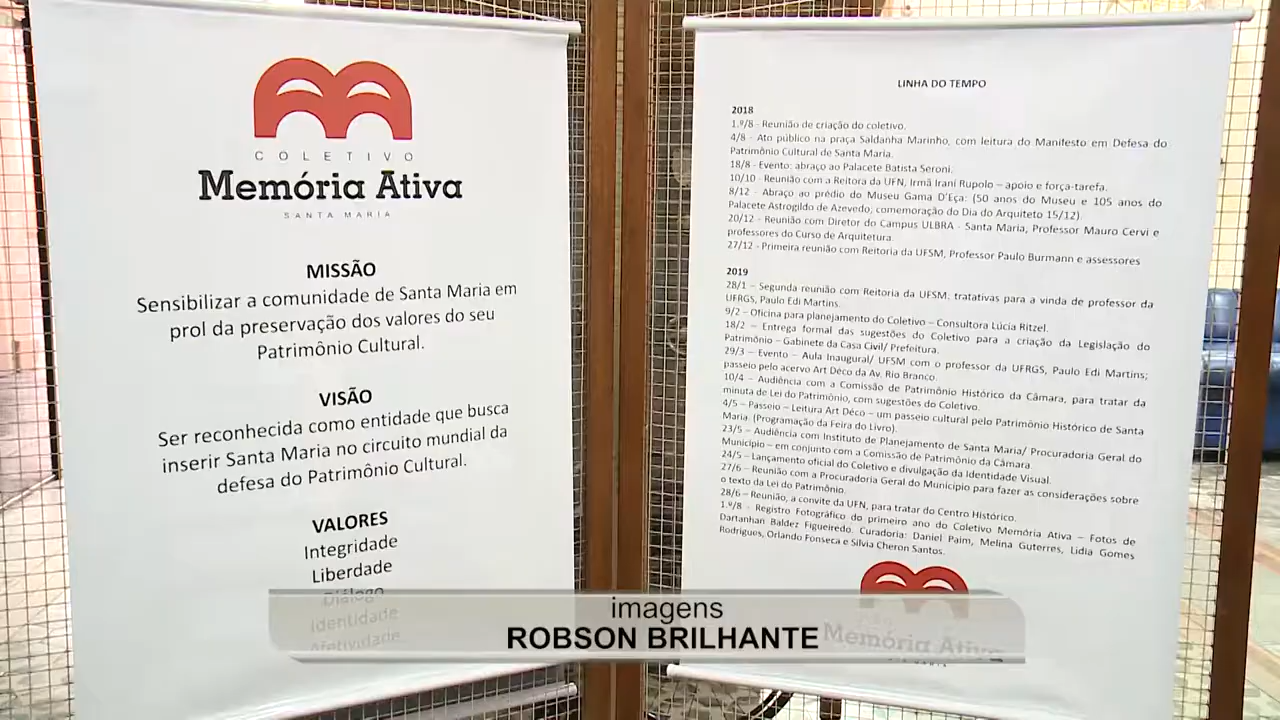 COLETIVO
Memória Ativa
SANTA MARIA
MISSÃO
Sensibilizar a comunidade de Santa Maria em
prol da preservação dos valores do seu
Patrimônio Cultural.
VISÃO
Ser reconhecida como entidade que busca
inserir Santa Maria no circuito mundial da
defesa do Patrimônio Cultural.
VALORES
Integridade
Liberdade
Diálogo
Identidade
Afetividade
LINHA DO TEMPO
2018
1.º/8 - Reunião de criação do coletivo.
4/8 - Ato público na praça Saldanha Marinho, com leitura do Manifesto em Defesa do
Patrimônio Cultural de Santa Maria.
18/8 - Evento: abraço ao Palacete Batista Seroni.
10/10 - Reunião com a Reitora da UFN, Irmã Irani Rupolo – apoio e força-tarefa.
8/12 - Abraço ao prédio do Museu Gama D'Eça: (50 anos do Museu e 105 anos do
Palacete Astrogildo de Azevedo; comemoração do Dia do Arquiteto 15/12).
20/12 - Reunião com Diretor do Campus ULBRA - Santa Maria, Professor Mauro Cervi e
professores do Curso de Arquitetura.
27/12 - Primeira reunião com Reitoria da UFSM, Professor Paulo Burmann e assessores
2019
28/1 – Segunda reunião com Reitoria da UFSM: tratativas para a vinda de professor da
UFRGS, Paulo Edi Martins.
9/2 – Oficina para planejamento do Coletivo – Consultora Lúcia Ritzel.
18/2 – Entrega formal das sugestões do Coletivo para a criação da Legislação do
Patrimônio – Gabinete da Casa Civil/ Prefeitura.
29/3 – Evento – Aula Inaugural/ UFSM com o professor da UFRGS, Paulo Edi Martins;
passeio pelo acervo Art Déco da Av. Rio Branco.
10/4 – Audiência com a Comissão de Patrimônio Histórico da Câmara, para tratar da
minuta de Lei do Patrimônio, com sugestões do Coletivo.
4/5 – Passeio – Leitura Art Déco – um passeio cultural pelo Patrimônio Histórico de Santa
Maria. (Programação da Feira do Livro).
23/5 – Audiência com Instituto de Planejamento de Santa Maria/ Procuradoria Geral do
Município – em conjunto com a Comissão de Patrimônio da Câmara.
24/5 – Lançamento oficial do Coletivo e divulgação da Identidade Visual.
27/6 – Reunião com a Procuradoria Geral do Município para fazer as considerações sobre
o texto da Lei do Patrimônio.
28/6 – Reunião, a convite da UFN, para tratar do Centro Histórico.
1.º/8 – Registro Fotográfico do primeiro ano do Coletivo Memória Ativa – Fotos de
Dartanhan Baldez Figueiredo. Curadoria: Daniel Paim, Melina Guterres, Lidia Gomes
Rodrigues, Orlando Fonseca e Silvia Cheron Santos.
Memória Ativa
imagens
ROBSON BRILHANTE